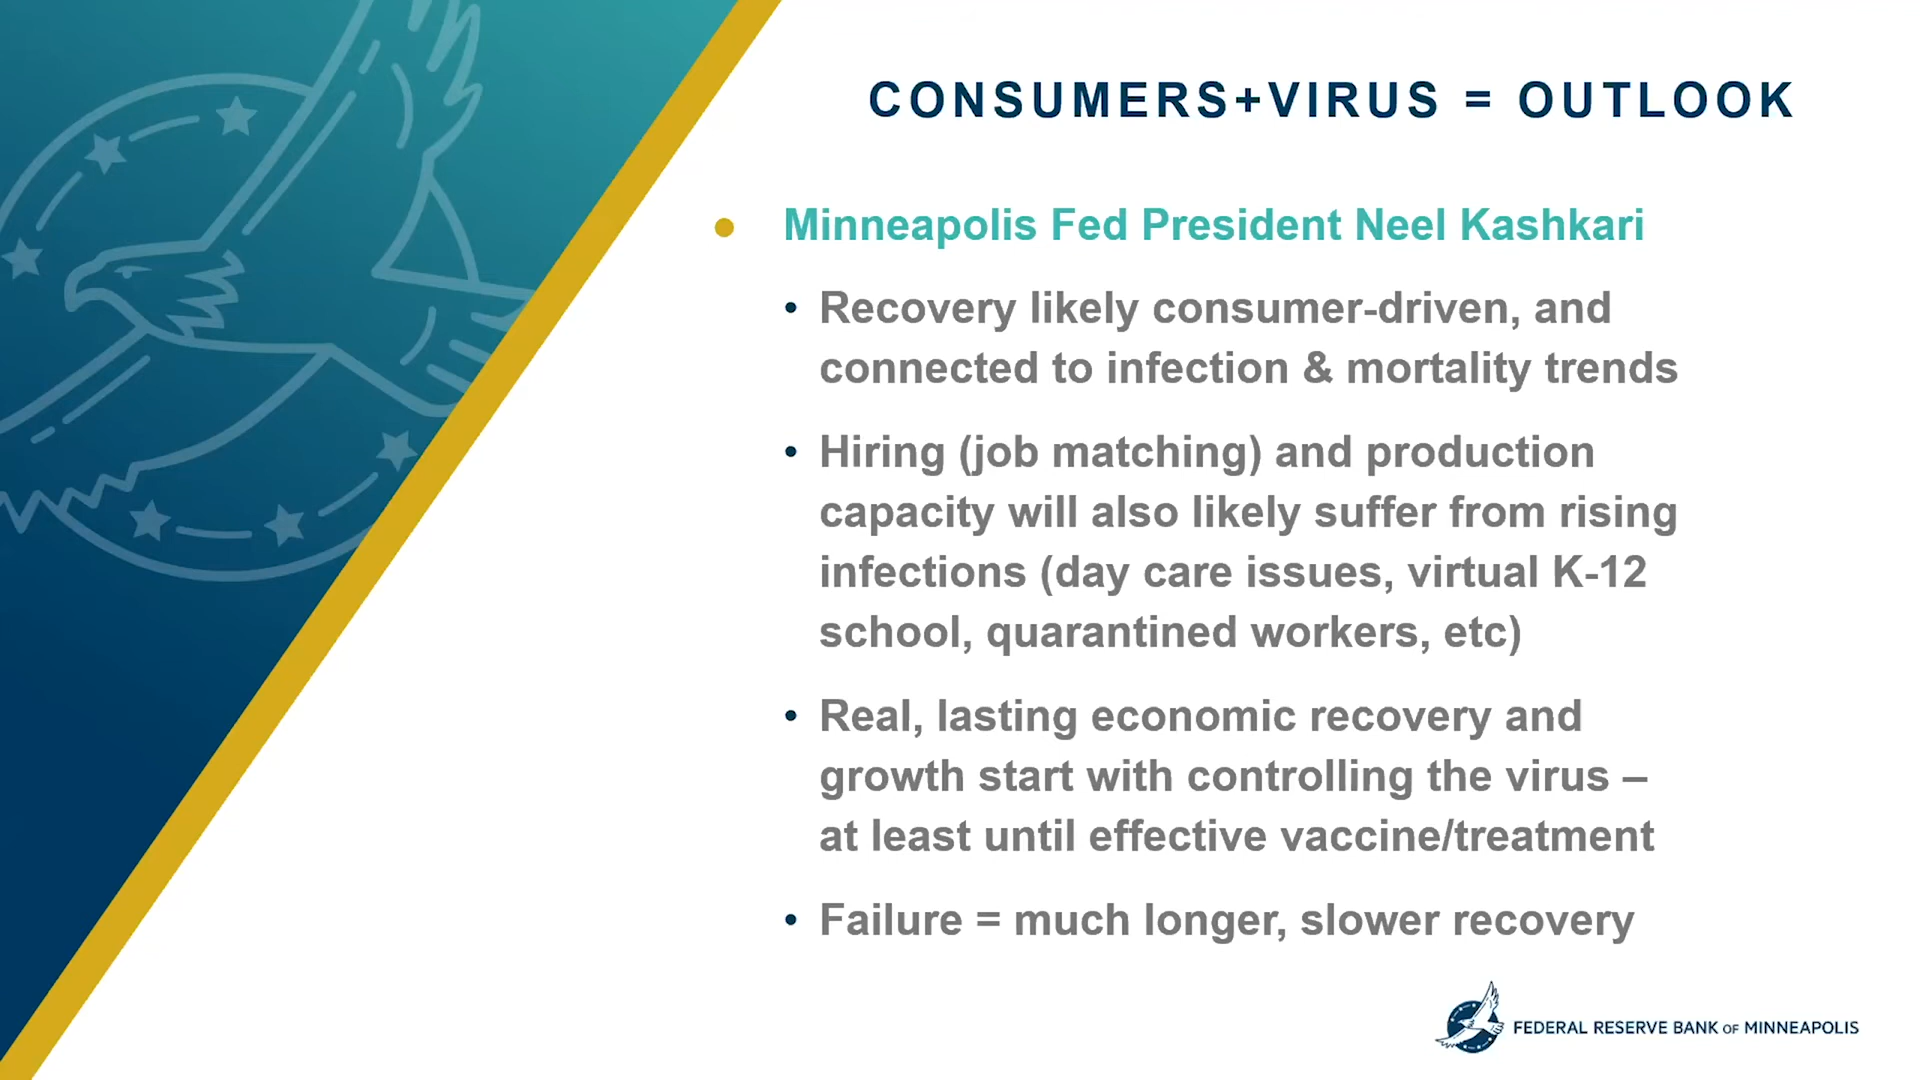 CONSUMERS+VIRUS = OUTLOOK
● Minneapolis Fed President Neel Kashkari
• Recovery likely consumer-driven, and
connected to infection & mortality trends
• Hiring (job matching) and production
capacity will also likely suffer from rising
infections (day care issues, virtual K-12
school, quarantined workers, etc)
• Real, lasting economic recovery and
growth start with controlling the virus –
at least until effective vaccine/treatment
• Failure = much longer, slower recovery
FEDERAL RESERVE BANK OF MINNEAPOLIS